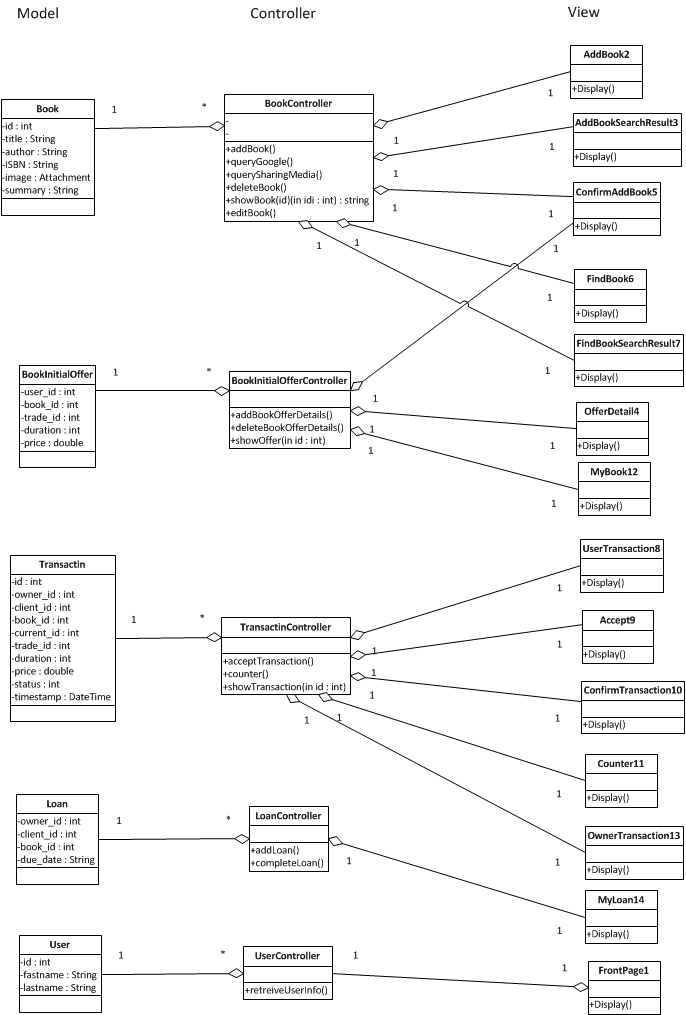 Model
Controller
View
Book
-id : int
-title : String
-author : String
-ISBN : String
-image : Attachment
-summary : String
1
*
BookController
-
-
+addBook()
+queryGoogle()
+querySharingMedia()
+deleteBook()
+showBook(id)(in idi : int) : string
+editBook()
1
1
1
1
1
AddBook2
+Display()
1
AddBookSearchResult3
+Display()
1
ConfirmAddBook5
+Display()
1
1
FindBook6
+Display()
1
FindBookSearchResult7
+Display()
1
BookInitialOffer
-user_id : int
-book_id : int
-trade_id : int
-duration : int
-price : double
1
*
BookInitialOfferController
+addBookOfferDetails()
+deleteBookOfferDetails()
+showOffer(in id : int)
1
1
1
OfferDetail4
+Display()
1
MyBook12
+Display()
1
Transactin
-id : int
-owner_id : int
-client_id : int
-book_id : int
-current_id : int
-trade_id : int
-duration : int
-price : double
-status : int
-timestamp : DateTime
1
*
TransactinController
+acceptTransaction()
+counter()
+showTransaction(in id : int)
1
1
1
1
UserTransaction8
+Display()
1
Accept9
+Display()
1
ConfirmTransaction10
+Display()
1
Counter11
+Display()
1
OwnerTransaction13
+Display()
1
Loan
-owner_id : int
-client_id : int
-book_id : int
-due_date : String
1
*
LoanController
+addLoan()
+completeLoan()
1
MyLoan14
+Display()
1
User
-id : int
-fastname : String
-lastname : String
1
*
UserController
+retreiveUserInfo()
1
1
FrontPage1
+Display()